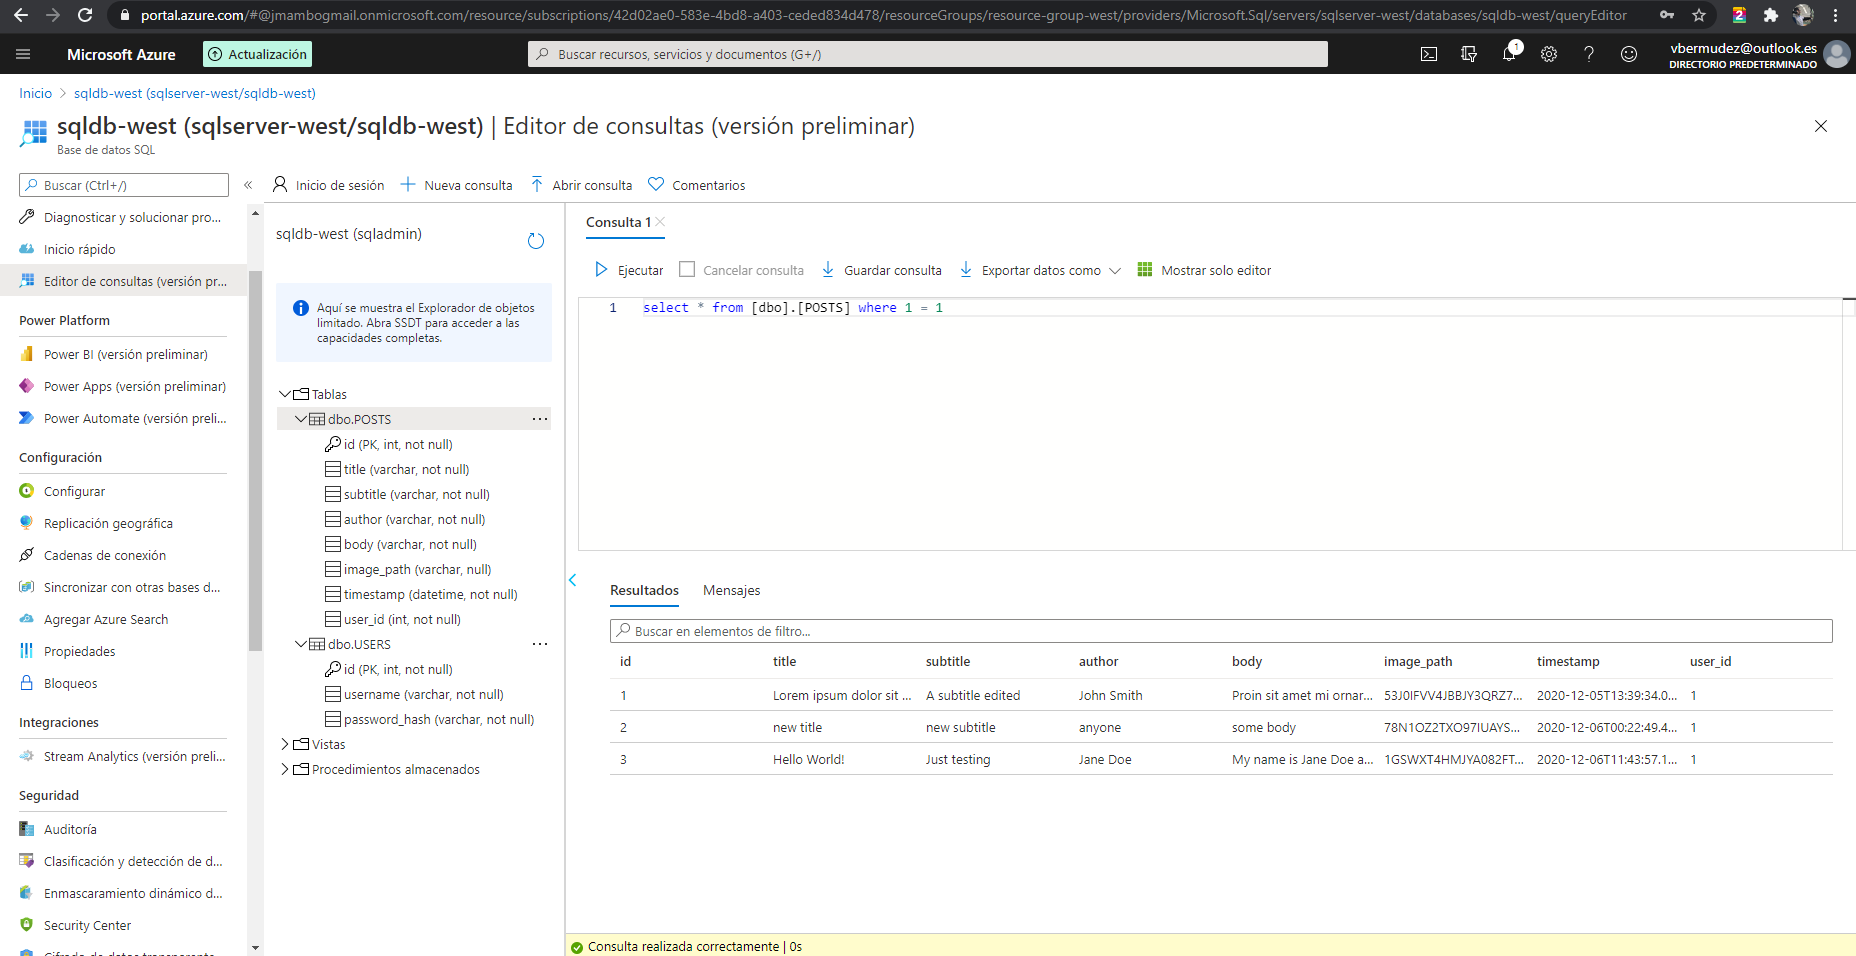 portal.azure.com/#@jmambogmail.onmicrosoft.com/resource/subscriptions/42d02ae0-583e-4bd8-a403-ceded834d478/resourceGroups/resource-group-west/providers/Microsoft.Sql/servers/sqlserver-west/databases/sqldb-west/queryEditor
Microsoft Azure
Actualización
Buscar recursos, servicios y documentos (G+/)
1
vbermudez@outlook.es
DIRECTORIO PREDETERMINADO
Inicio > sqldb-west (sqlserver-west/sqldb-west)
sqldb-west (sqlserver-west/sqldb-west) | Editor de consultas (versión preliminar)
Base de datos SQL
Buscar (Ctrl+/)
«
Diagnosticar y solucionar pro...
Inicio rápido
Editor de consultas (versión pr...
Power Platform
Power BI (versión preliminar)
Power Apps (versión preliminar)
Power Automate (versión preli...
Configuración
Configurar
Replicación geográfica
Cadenas de conexión
Sincronizar con otras bases d...
Agregar Azure Search
Propiedades
Bloqueos
Integraciones
Stream Analytics (versión preli...
Seguridad
Auditoría
Clasificación y detección de d...
Enmascaramiento dinámico d...
Security Center
Cifrado de datos transparente
Inicio de sesión
Nueva consulta
Abrir consulta
Comentarios
sqldb-west (sqladmin)
Aquí se muestra el Explorador de objetos
limitado. Abra SSDT para acceder a las
capacidades completas.
Tablas
dbo.POSTS ...
id (PK, int, not null)
title (varchar, not null)
subtitle (varchar, not null)
author (varchar, not null)
body (varchar, not null)
image_path (varchar, null)
timestamp (datetime, not null)
user_id (int, not null)
dbo.USERS ...
id (PK, int, not null)
username (varchar, not null)
password_hash (varchar, not null)
Vistas
Procedimientos almacenados
Consulta 1
Ejecutar
Cancelar consulta
Guardar consulta
Exportar datos como
Mostrar solo editor
1 select * from [dbo].[POSTS] where 1 = 1
Resultados Mensajes
Buscar en elementos de filtro...
id title subtitle author body image_path timestamp user_id
1 Lorem ipsum dolor sit ... A subtitle edited John Smith Proin sit amet mi ornar... 53J0IFVV4JBBJY3QRZ7... 2020-12-05T13:39:34.0... 1
2 new title new subtitle anyone some body 78N1OZ2TXO97IUAYS... 2020-12-06T00:22:49.4... 1
3 Hello World! Just testing Jane Doe My name is Jane Doe a... 1GSWXT4HMJYA082FT... 2020-12-06T11:43:57.1... 1
Consulta realizada correctamente | 0s